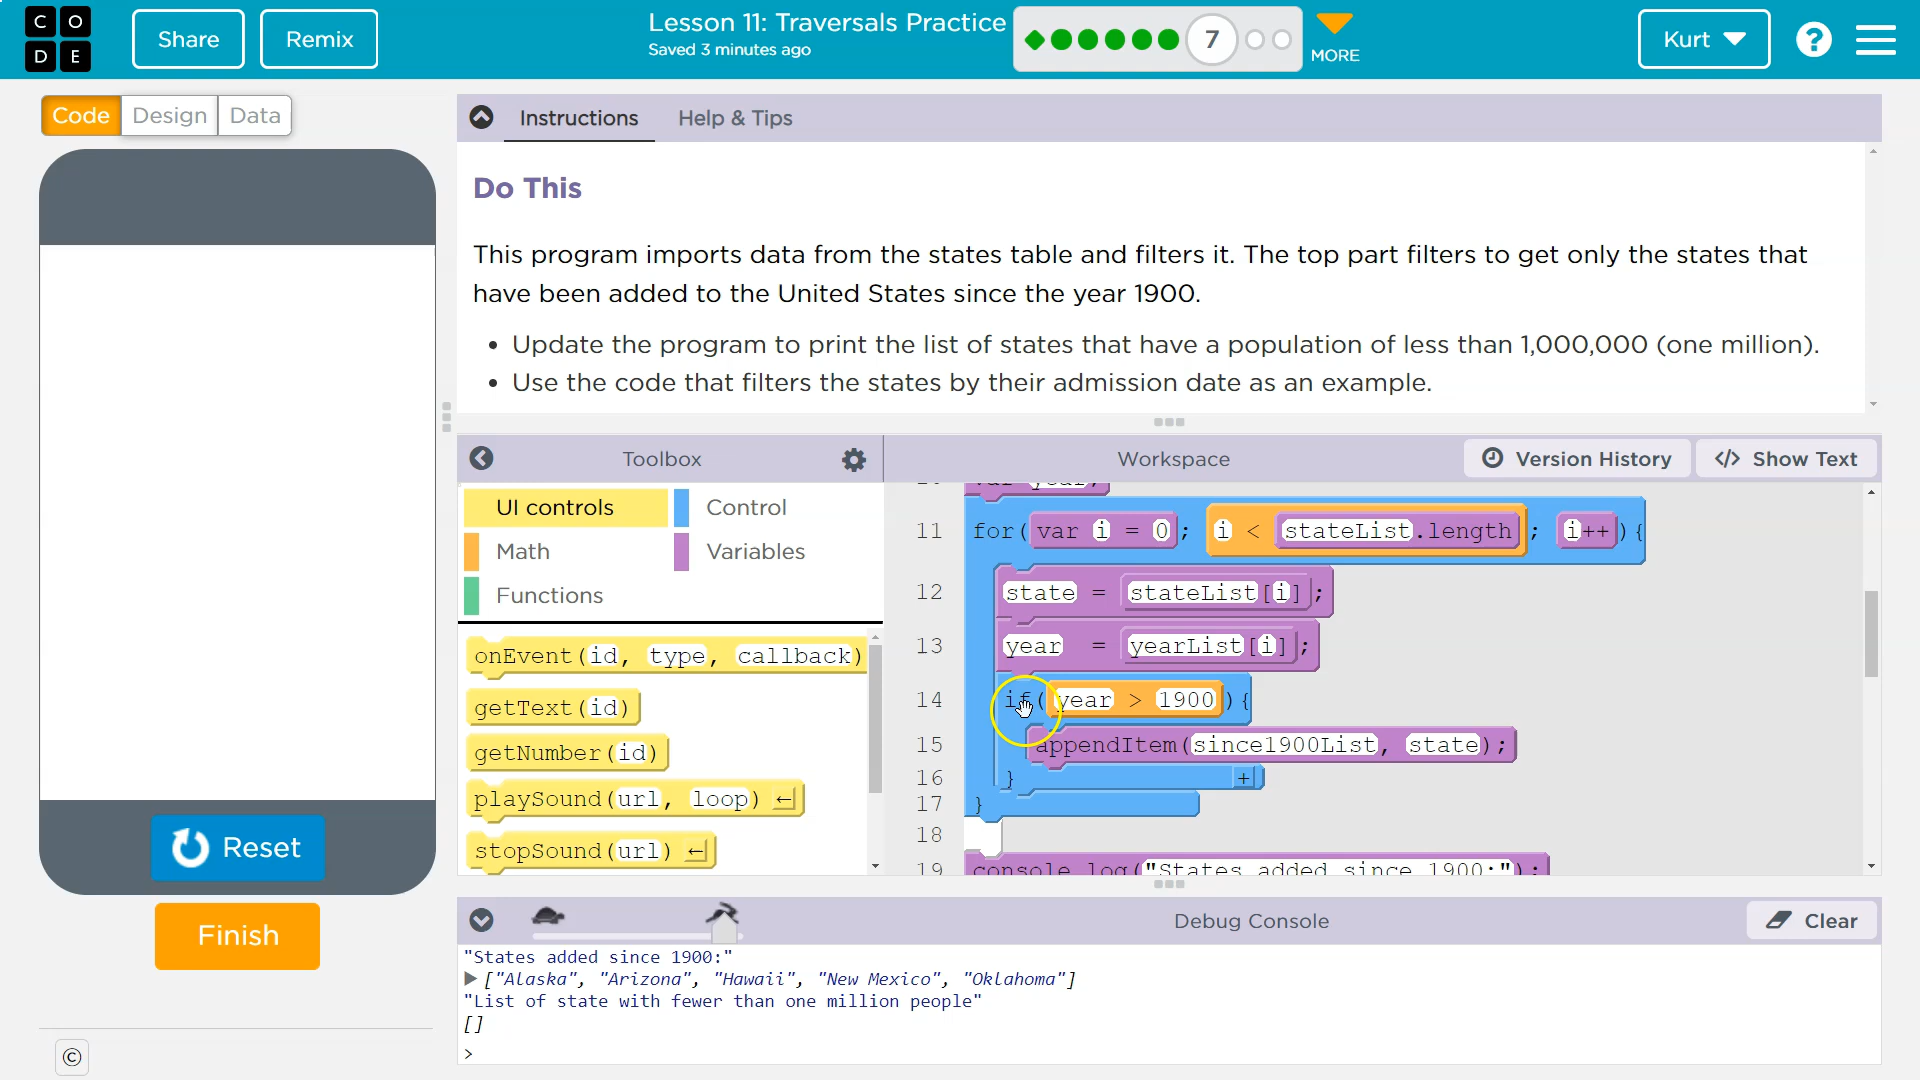 C O
D E
Share
Remix
Lesson 11: Traversals Practice
Saved 3 minutes ago
7
MORE
Kurt
?
Code
Design
Data
Instructions
Help & Tips
Do This
This program imports data from the states table and filters it. The top part filters to get only the states that
have been added to the United States since the year 1900.
• Update the program to print the list of states that have a population of less than 1,000,000 (one million).
• Use the code that filters the states by their admission date as an example.
Toolbox
Workspace
Version History
</> Show Text
UI controls
Control
Math
Variables
Functions
onEvent(id, type, callback)
getText(id)
getNumber(id)
playSound(url, loop) ←
stopSound(url) ←
11 for(var i = 0; i < stateList.length; i++){
12 state = stateList[i];
13 year = yearList[i];
14 if(year > 1900){
15 appendItem(since1900List, state);
16 } +
17 }
18
19 console.log("States added since 1900:");
Reset
Finish
Debug Console
Clear
"States added since 1900:"
["Alaska", "Arizona", "Hawaii", "New Mexico", "Oklahoma"]
"List of state with fewer than one million people"
[]
>
©